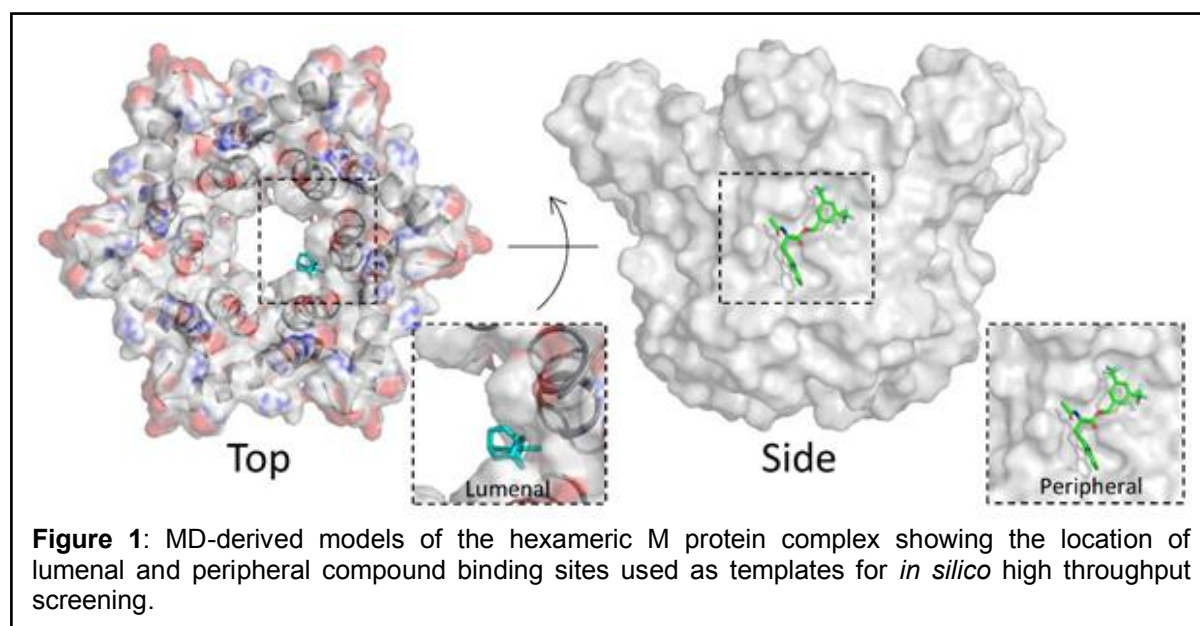 Top
Lumenal
Side
Peripheral
Figure 1: MD-derived models of the hexameric M protein complex showing the location of
lumenal and peripheral compound binding sites used as templates for in silico high throughput
screening.